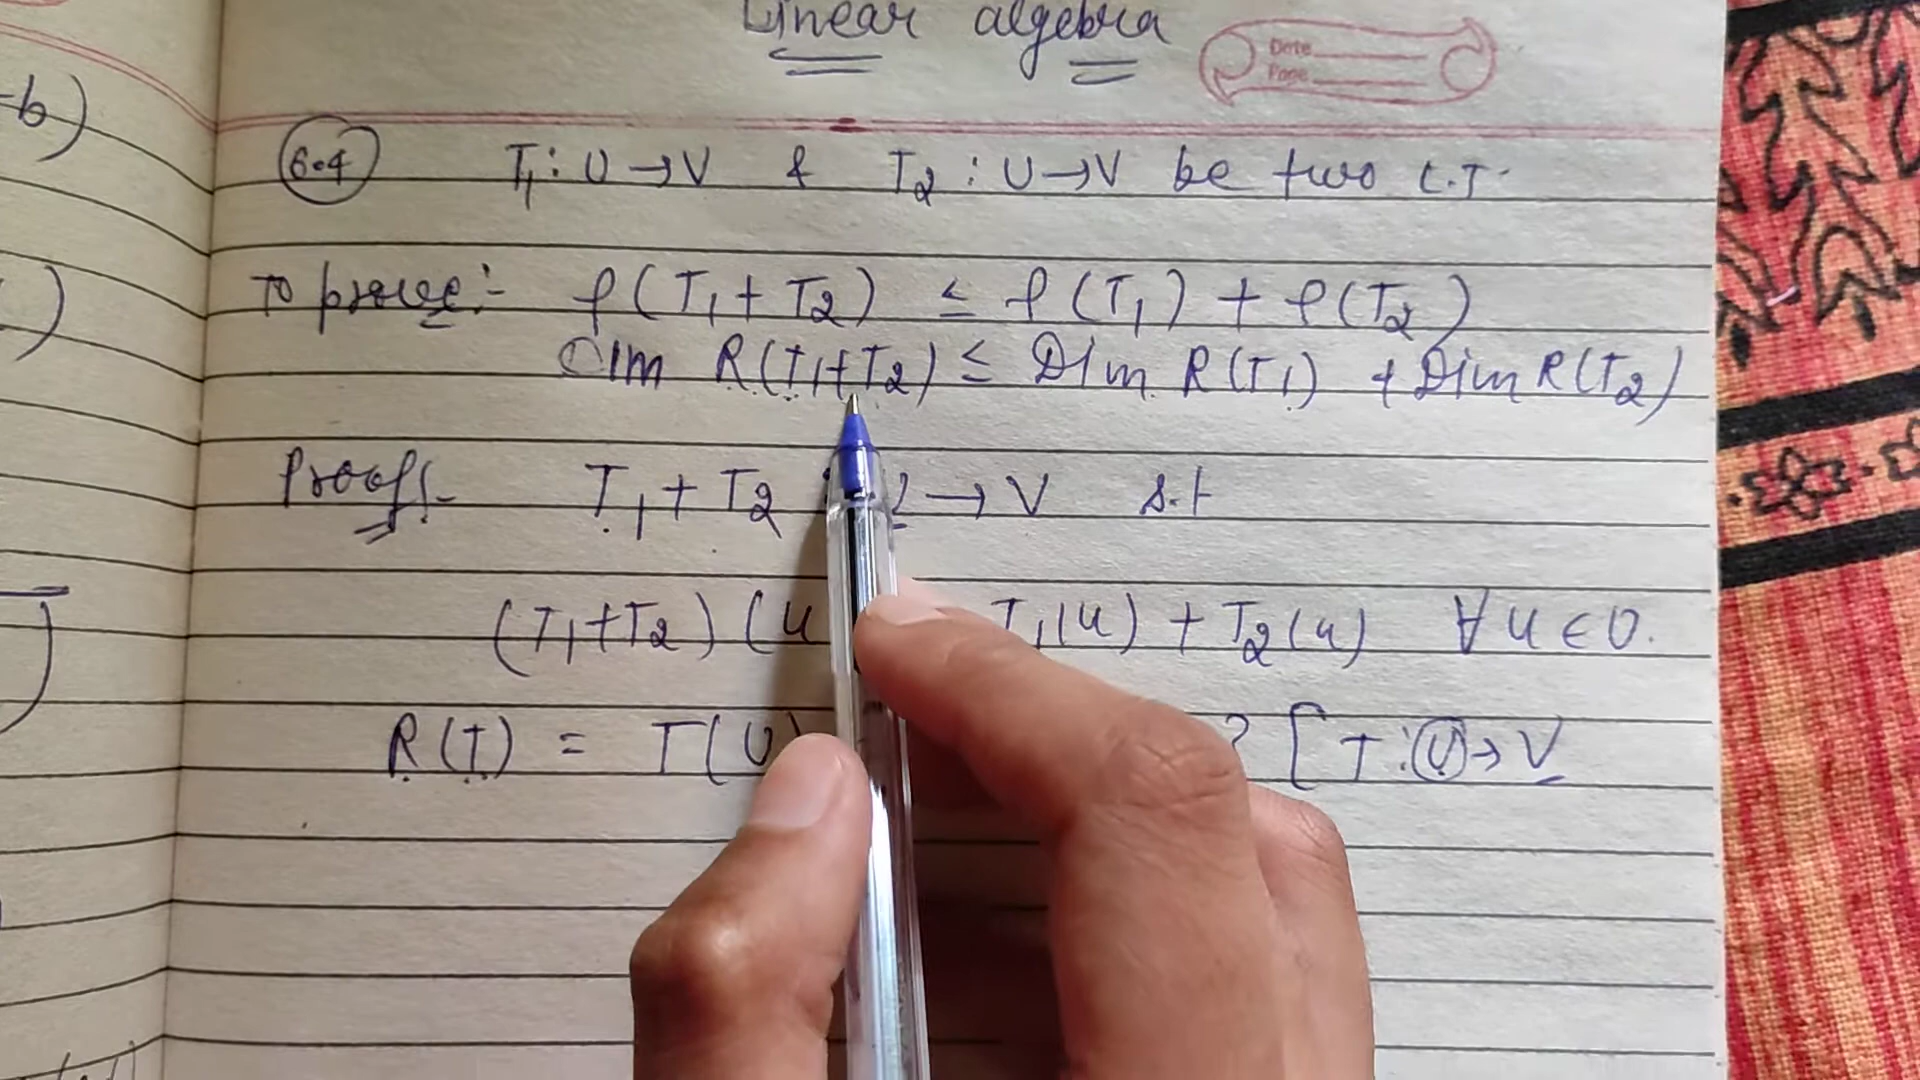 Linear algebra
Date
Page
6.4 T₁: U → V & T₂ : U → V be two L.T.
To prove:- ρ(T₁ + T₂) ≤ ρ(T₁) + ρ(T₂)
Dim R(T₁+T₂) ≤ Dim R(T₁) + Dim R(T₂)
Proof:- T₁ + T₂ → V s.t
(T₁+T₂) (u T₁(u) + T₂(u) ∀ u ∈ U.
R(T) = T(U) [ T: U → V
-b)
)